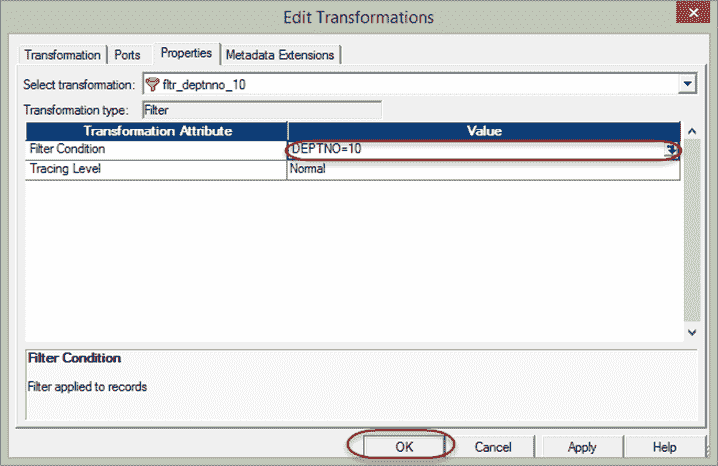 Edit Transformations
Transformation Ports Properties Metadata Extensions
Select transformation: fltr_deptnno_10
Transformation type: Filter
Transformation Attribute Value
Filter Condition DEPTNO=10
Tracing Level Normal
Filter Condition
Filter applied to records
OK Cancel Apply Help